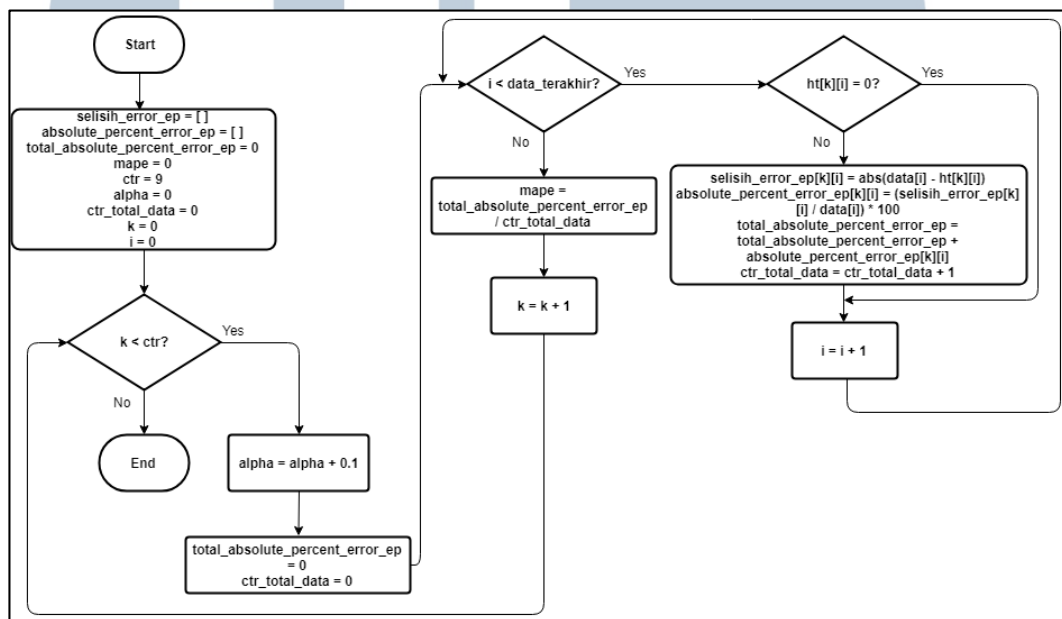 Start
selisih_error_ep = [ ]
absolute_percent_error_ep = [ ]
total_absolute_percent_error_ep = 0
mape = 0
ctr = 9
alpha = 0
ctr_total_data = 0
k = 0
i = 0
k < ctr?
Yes
No
End
alpha = alpha + 0.1
total_absolute_percent_error_ep
= 0
ctr_total_data = 0
i < data_terakhir?
Yes
No
mape =
total_absolute_percent_error_ep
/ ctr_total_data
k = k + 1
ht[k][i] = 0?
Yes
No
selisih_error_ep[k][i] = abs(data[i] - ht[k][i])
absolute_percent_error_ep[k][i] = (selisih_error_ep[k]
[i] / data[i]) * 100
total_absolute_percent_error_ep =
total_absolute_percent_error_ep +
absolute_percent_error_ep[k][i]
ctr_total_data = ctr_total_data + 1
i = i + 1